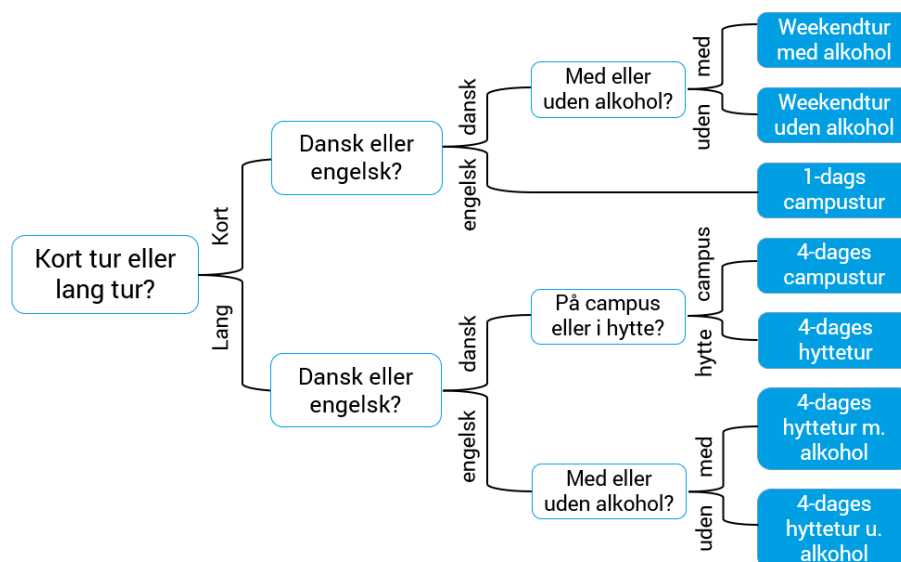 Kort tur eller
lang tur?
Kort
Lang
Dansk eller
engelsk?
dansk
engelsk
Med eller
uden alkohol?
med
uden
Weekendtur
med alkohol
Weekendtur
uden alkohol
1-dags
campustur
Dansk eller
engelsk?
dansk
engelsk
På campus
eller i hytte?
campus
hytte
4-dages
campustur
4-dages
hyttetur
Med eller
uden alkohol?
med
uden
4-dages
hyttetur m.
alkohol
4-dages
hyttetur u.
alkohol